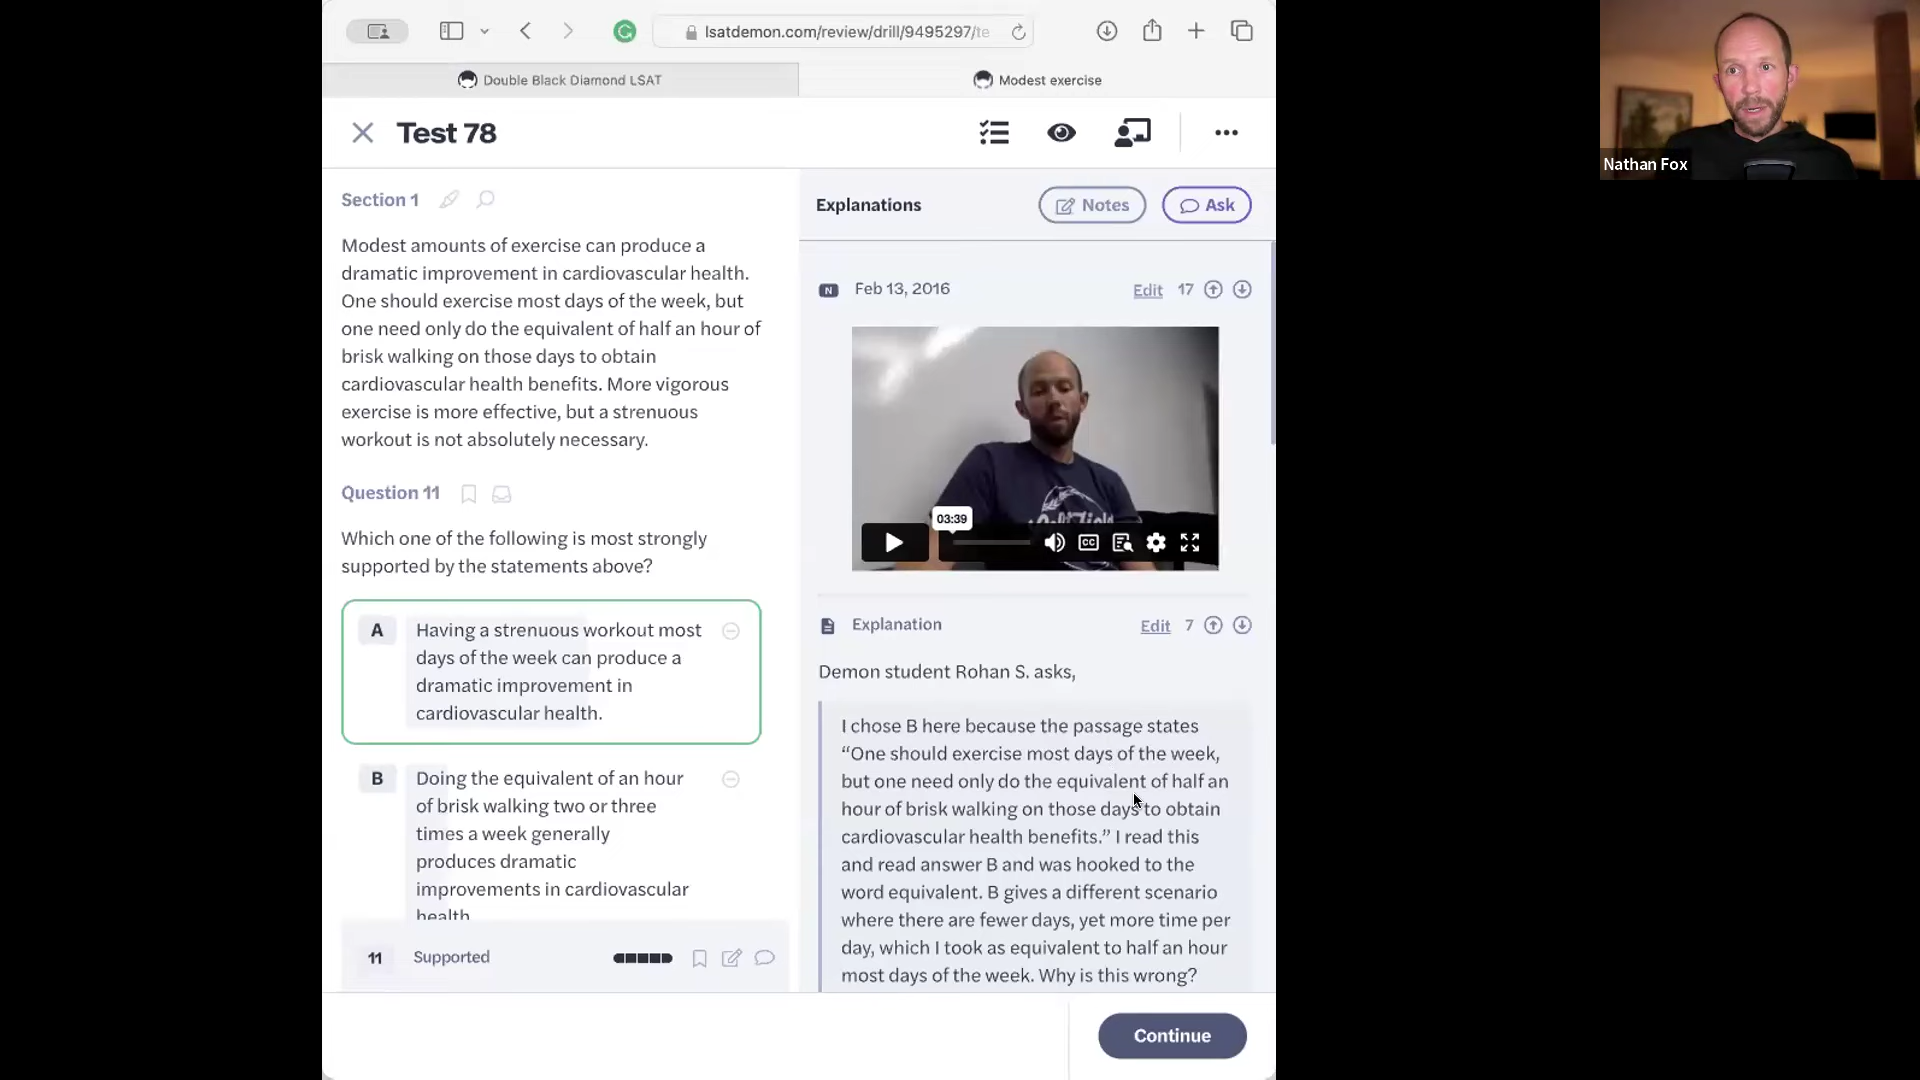 lsatdemon.com/review/drill/9495297/te
Double Black Diamond LSAT
Modest exercise
Test 78
Nathan Fox
Section 1
Modest amounts of exercise can produce a
dramatic improvement in cardiovascular health.
One should exercise most days of the week, but
one need only do the equivalent of half an hour of
brisk walking on those days to obtain
cardiovascular health benefits. More vigorous
exercise is more effective, but a strenuous
workout is not absolutely necessary.
Question 11
Which one of the following is most strongly
supported by the statements above?
A
Having a strenuous workout most
days of the week can produce a
dramatic improvement in
cardiovascular health.
B
Doing the equivalent of an hour
of brisk walking two or three
times a week generally
produces dramatic
improvements in cardiovascular
health
11
Supported
Explanations
Notes
Ask
N
Feb 13, 2016
Edit
17
03:39
CC
Explanation
Edit
7
Demon student Rohan S. asks,
I chose B here because the passage states
“One should exercise most days of the week,
but one need only do the equivalent of half an
hour of brisk walking on those days to obtain
cardiovascular health benefits.” I read this
and read answer B and was hooked to the
word equivalent. B gives a different scenario
where there are fewer days, yet more time per
day, which I took as equivalent to half an hour
most days of the week. Why is this wrong?
Continue